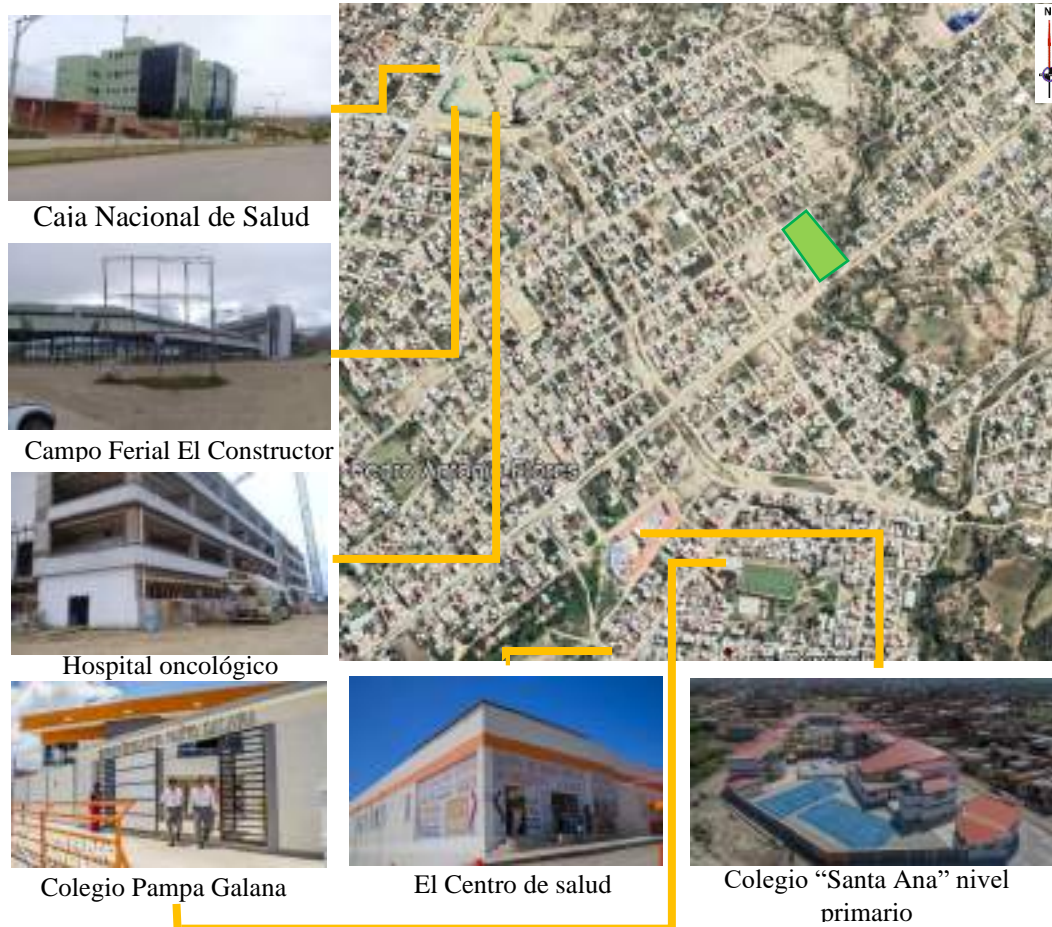 N
Caja Nacional de Salud
Campo Ferial El Constructor
Hospital oncológico
Colegio Pampa Galana
El Centro de salud
Colegio “Santa Ana” nivel
primario